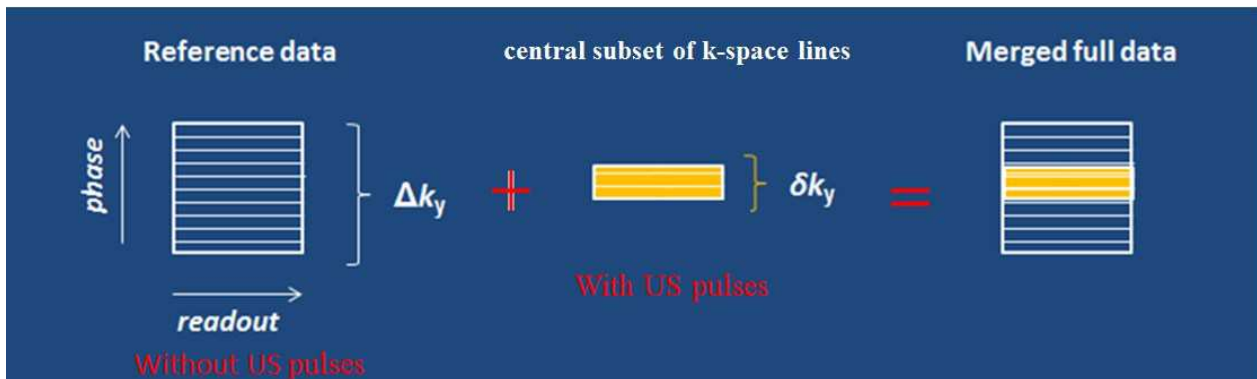 Reference data
central subset of k-space lines
Merged full data
phase
Δky
+
δky
=
readout
With US pulses
Without US pulses